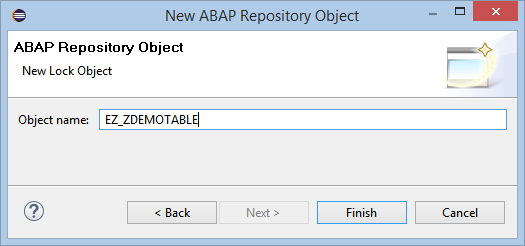 New ABAP Repository Object
ABAP Repository Object
New Lock Object
Object name: EZ_ZDEMOTABLE
? < Back Next > Finish Cancel